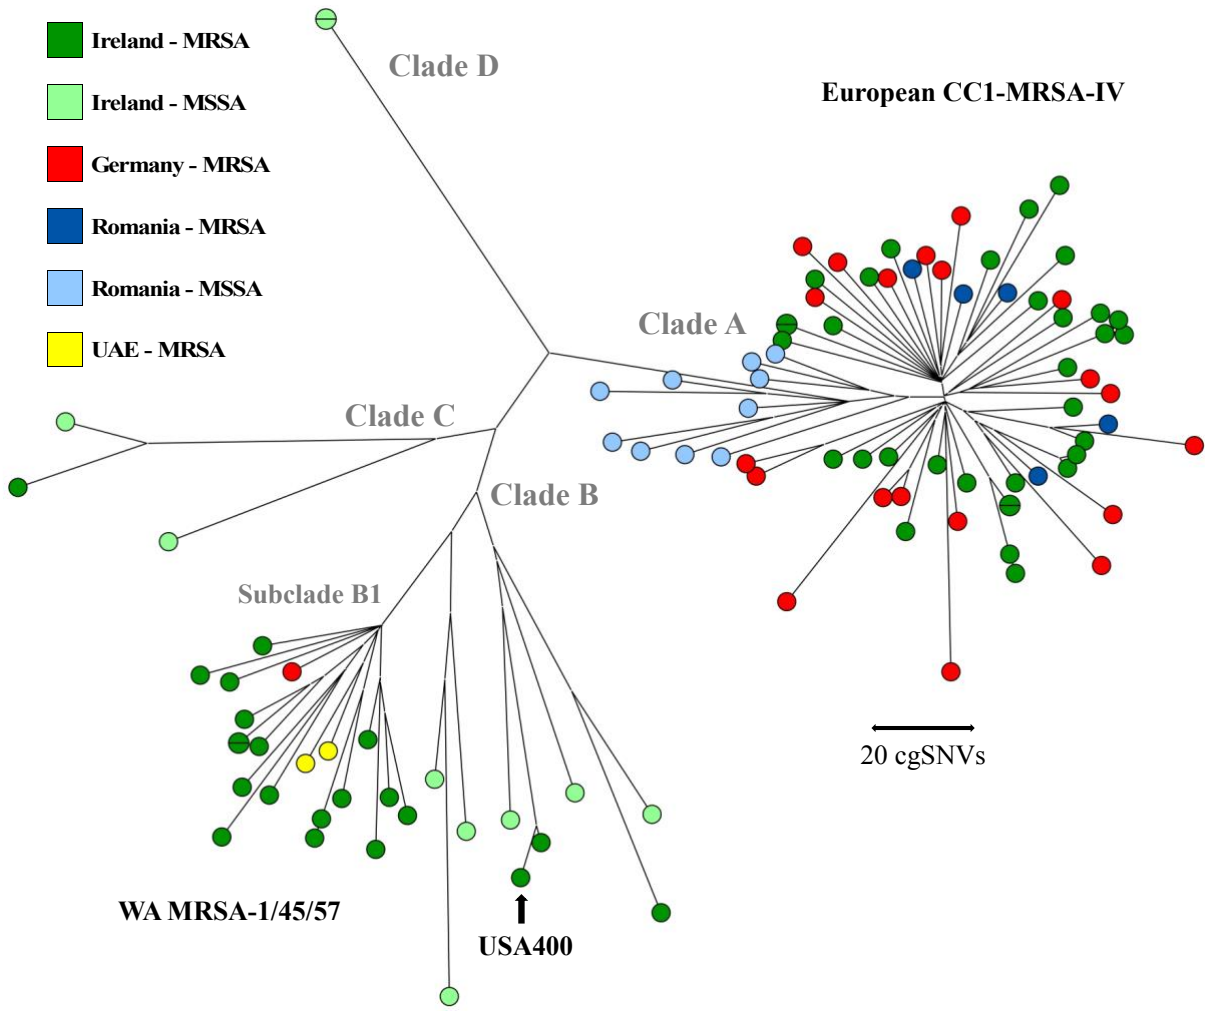 Ireland - MRSA
Ireland - MSSA
Germany - MRSA
Romania - MRSA
Romania - MSSA
UAE - MRSA
Clade D
European CC1-MRSA-IV
Clade A
Clade C
Clade B
Subclade B1
20 cgSNVs
WA MRSA-1/45/57
USA400